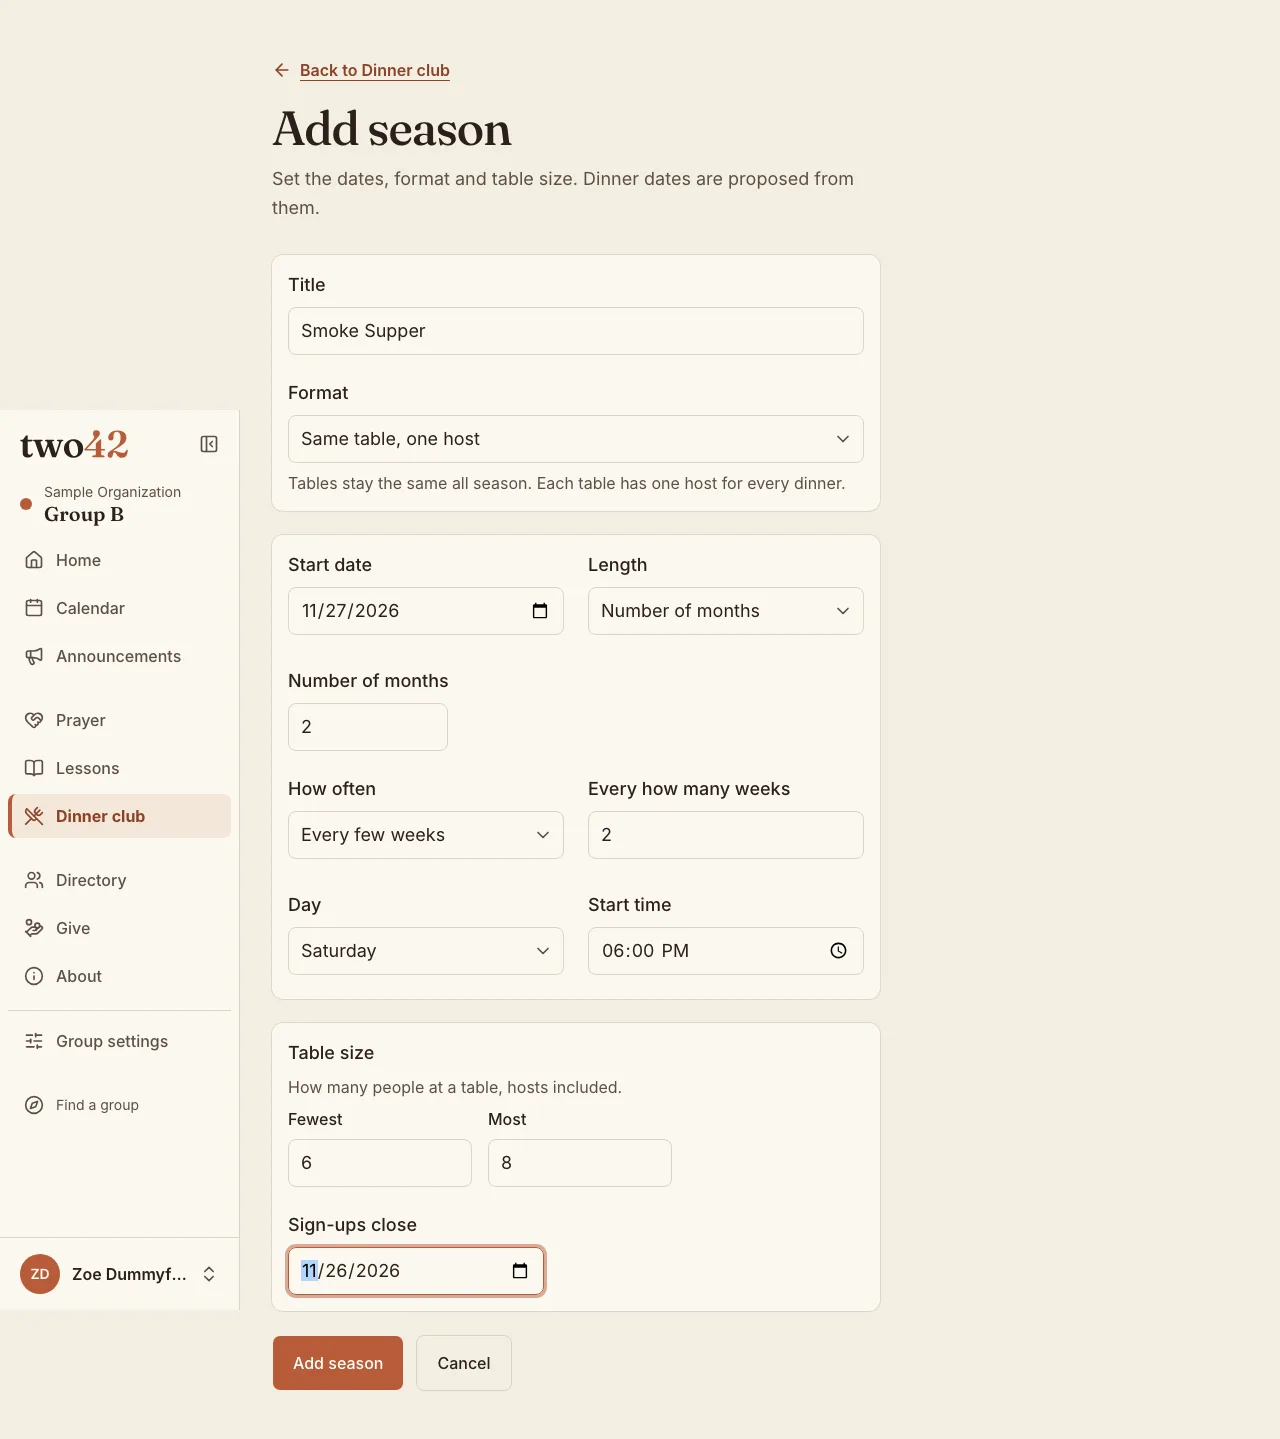 Back to Dinner club
Add season
Set the dates, format and table size. Dinner dates are proposed from
them.
Title
Smoke Supper
Format
Same table, one host
Tables stay the same all season. Each table has one host for every dinner.
Start date
Length
11/27/2026
Number of months
Number of months
2
How often
Every how many weeks
Every few weeks
2
Day
Start time
Saturday
06:00 PM
Table size
How many people at a table, hosts included.
Fewest
Most
6
8
Sign-ups close
11/26/2026
Add season
Cancel
two42
Sample Organization
Group B
Home
Calendar
Announcements
Prayer
Lessons
Dinner club
Directory
Give
About
Group settings
Find a group
ZD
Zoe Dummyf...